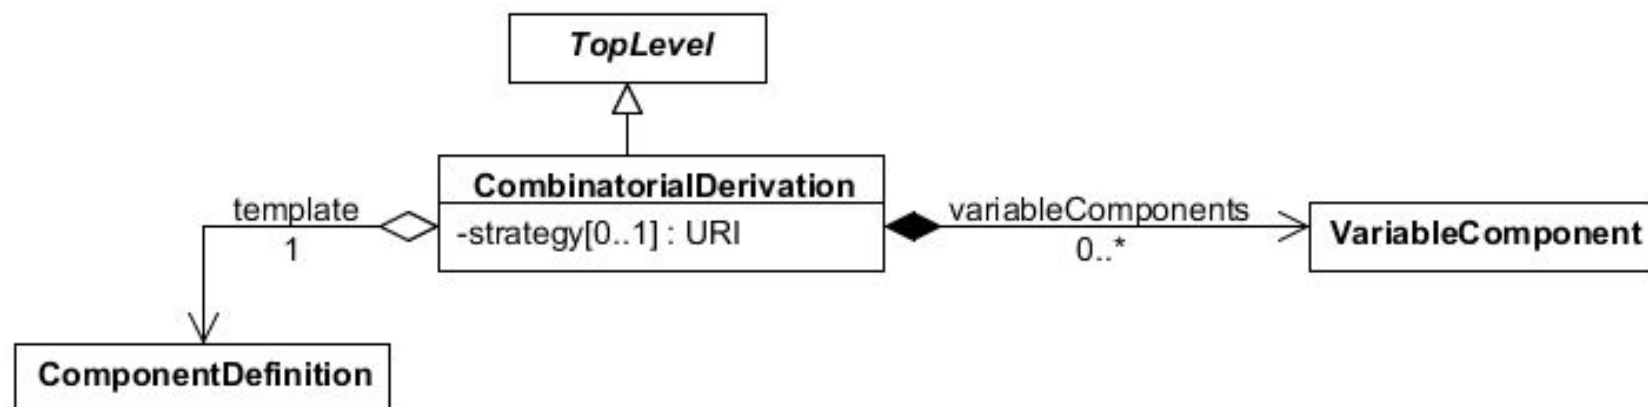 TopLevel
CombinatorialDerivation
template
1
-strategy[0..1] : URI
variableComponents
0..*
VariableComponent
ComponentDefinition